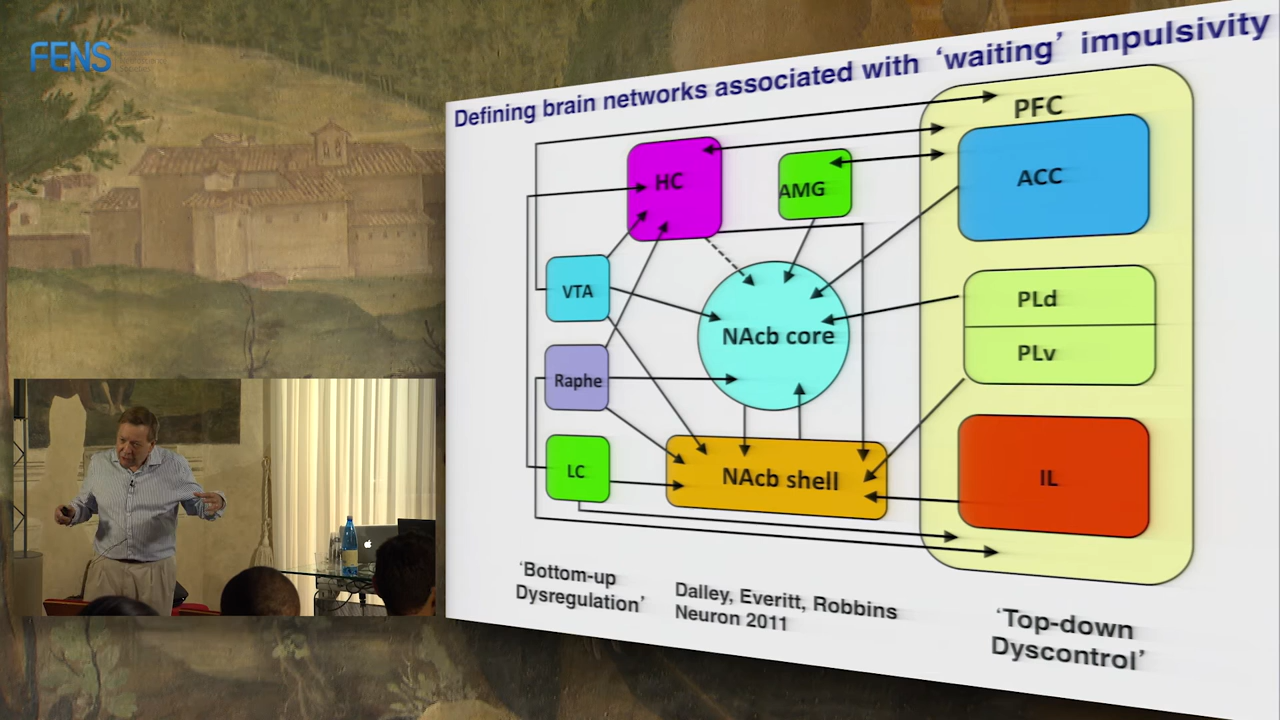 FENS
Defining brain networks associated with ‘waiting’ impulsivity
PFC
HC
AMG
ACC
VTA
PLd
NAcb core
PLv
Raphe
LC
NAcb shell
IL
‘Bottom-up
Dysregulation’
Dalley, Everitt, Robbins
Neuron 2011
‘Top-down
Dyscontrol’